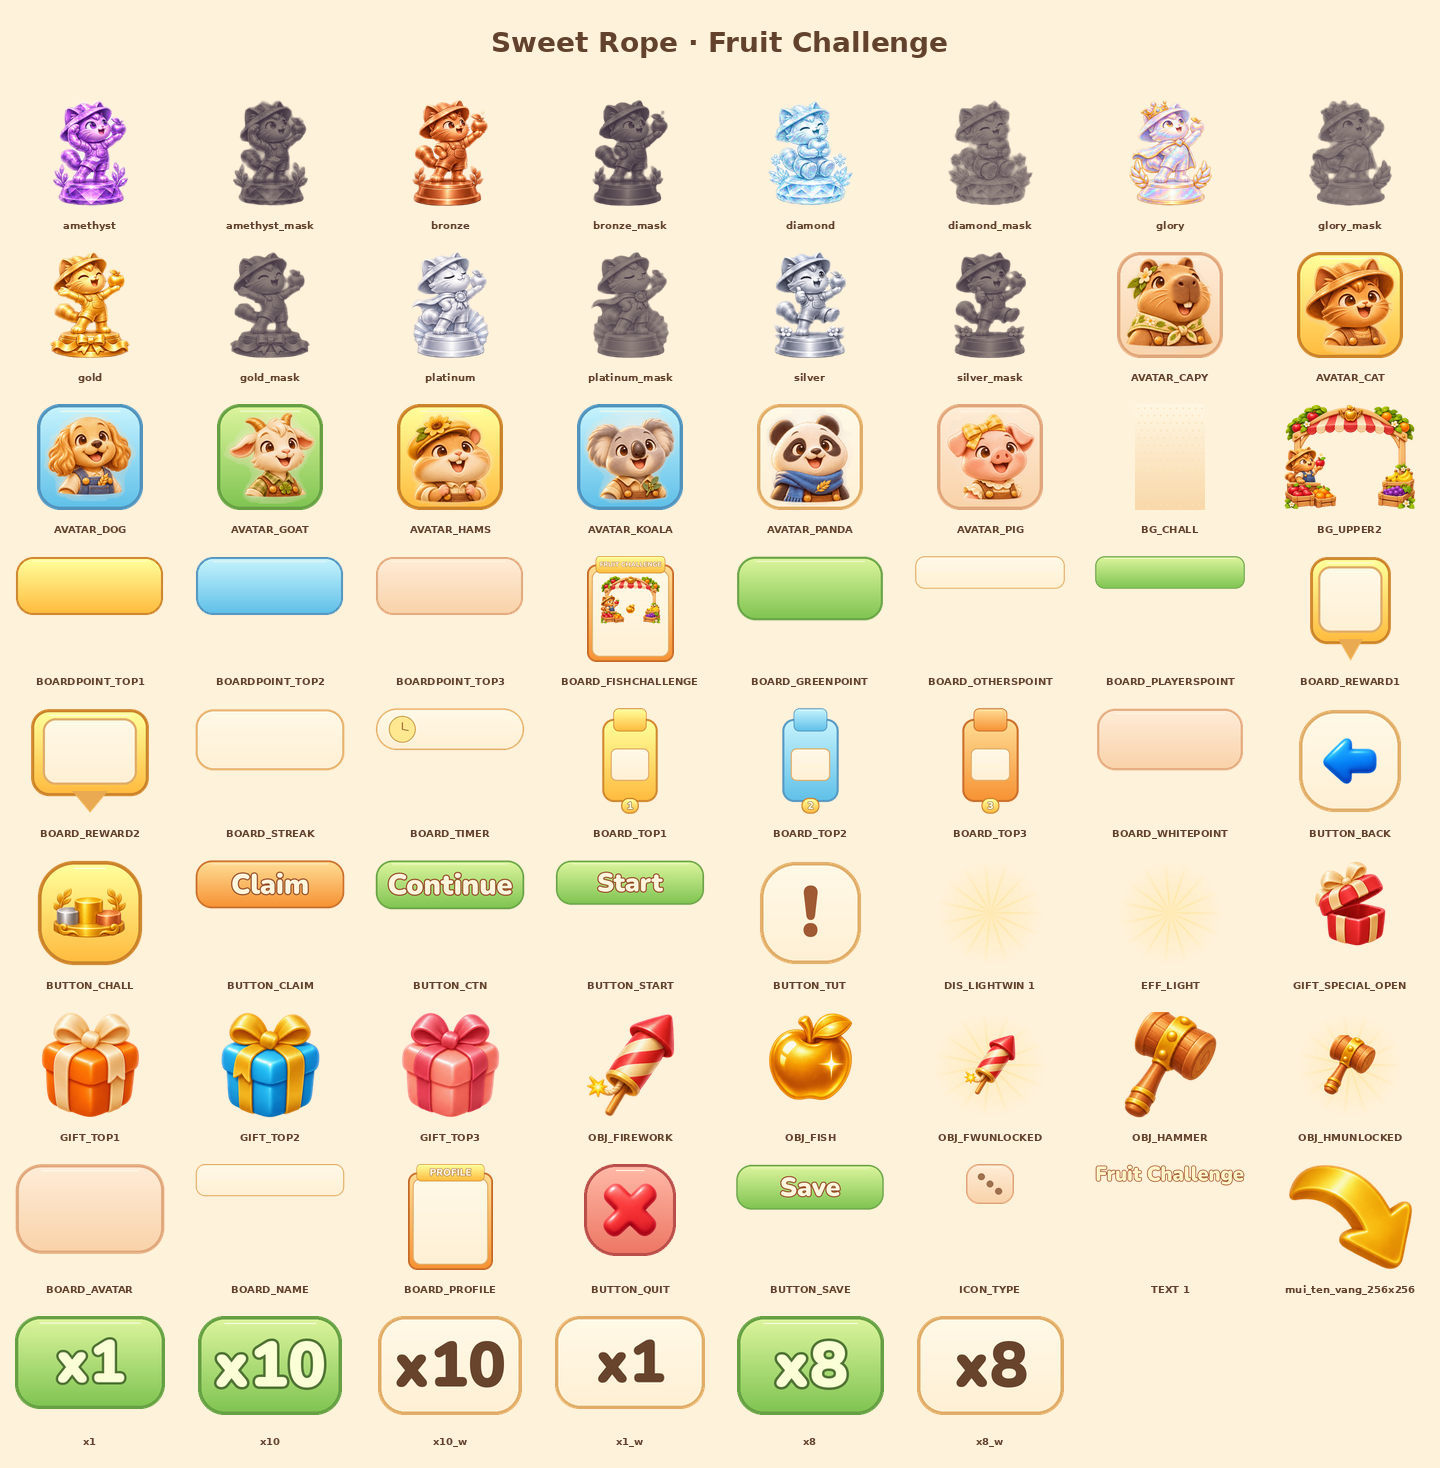 Sweet Rope · Fruit Challenge
amethyst
amethyst_mask
bronze
bronze_mask
diamond
diamond_mask
glory
glory_mask
gold
gold_mask
platinum
platinum_mask
silver
silver_mask
AVATAR_CAPY
AVATAR_CAT
AVATAR_DOG
AVATAR_GOAT
AVATAR_HAMS
AVATAR_KOALA
AVATAR_PANDA
AVATAR_PIG
BG_CHALL
BG_UPPER2
FRUIT CHALLENGE
BOARDPOINT_TOP1
BOARDPOINT_TOP2
BOARDPOINT_TOP3
BOARD_FISHCHALLENGE
BOARD_GREENPOINT
BOARD_OTHERSPOINT
BOARD_PLAYERSPOINT
BOARD_REWARD1
1
2
3
BOARD_REWARD2
BOARD_STREAK
BOARD_TIMER
BOARD_TOP1
BOARD_TOP2
BOARD_TOP3
BOARD_WHITEPOINT
BUTTON_BACK
Claim
Continue
Start
!
BUTTON_CHALL
BUTTON_CLAIM
BUTTON_CTN
BUTTON_START
BUTTON_TUT
DIS_LIGHTWIN 1
EFF_LIGHT
GIFT_SPECIAL_OPEN
GIFT_TOP1
GIFT_TOP2
GIFT_TOP3
OBJ_FIREWORK
OBJ_FISH
OBJ_FWUNLOCKED
OBJ_HAMMER
OBJ_HMUNLOCKED
PROFILE
Save
Fruit Challenge
BOARD_AVATAR
BOARD_NAME
BOARD_PROFILE
BUTTON_QUIT
BUTTON_SAVE
ICON_TYPE
TEXT 1
mui_ten_vang_256x256
x1
x10
x10
x1
x8
x8
x1
x10
x10_w
x1_w
x8
x8_w